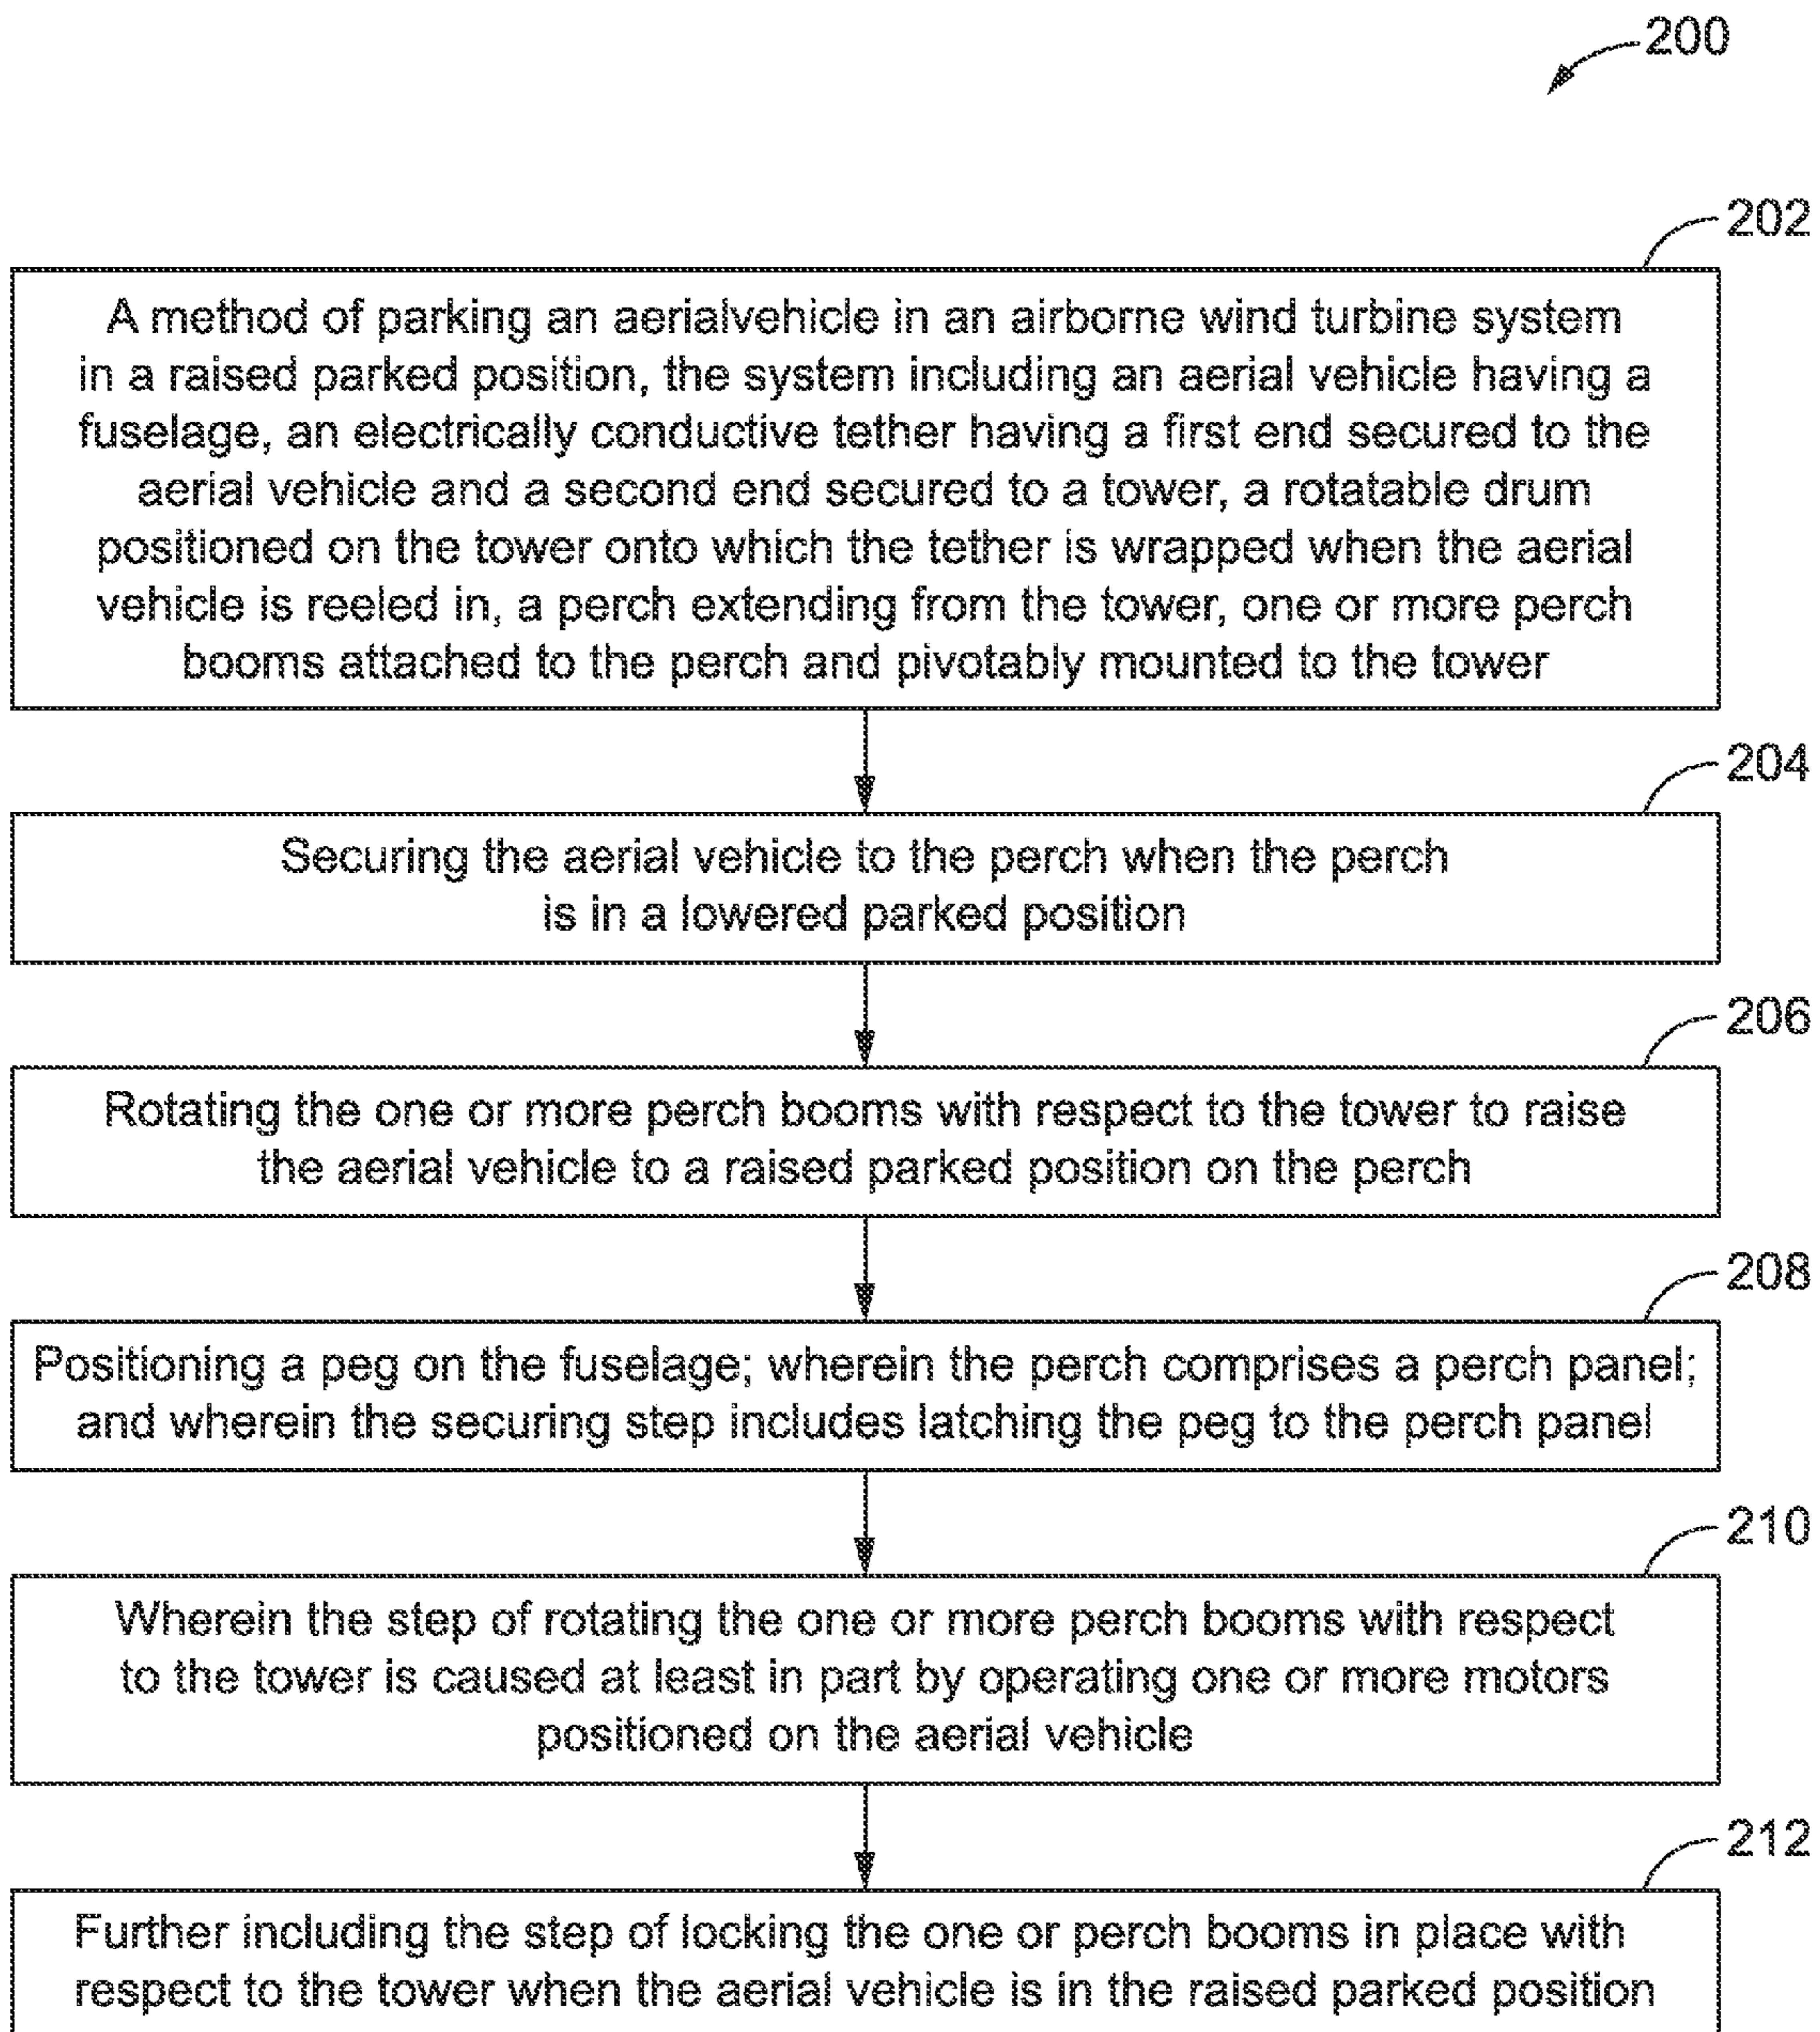 200
202
A method of parking an aerialvehicle in an airborne wind turbine system
in a raised parked position, the system including an aerial vehicle having a
fuselage, an electrically conductive tether having a first end secured to the
aerial vehicle and a second end secured to a tower, a rotatable drum
positioned on the tower onto which the tether is wrapped when the aerial
vehicle is reeled in, a perch extending from the tower, one or more perch
booms attached to the perch and pivotably mounted to the tower
204
Securing the aerial vehicle to the perch when the perch
is in a lowered parked position
206
Rotating the one or more perch booms with respect to the tower to raise
the aerial vehicle to a raised parked position on the perch
208
Positioning a peg on the fuselage; wherein the perch comprises a perch panel;
and wherein the securing step includes latching the peg to the perch panel
210
Wherein the step of rotating the one or more perch booms with respect
to the tower is caused at least in part by operating one or more motors
positioned on the aerial vehicle
212
Further including the step of locking the one or perch booms in place with
respect to the tower when the aerial vehicle is in the raised parked position